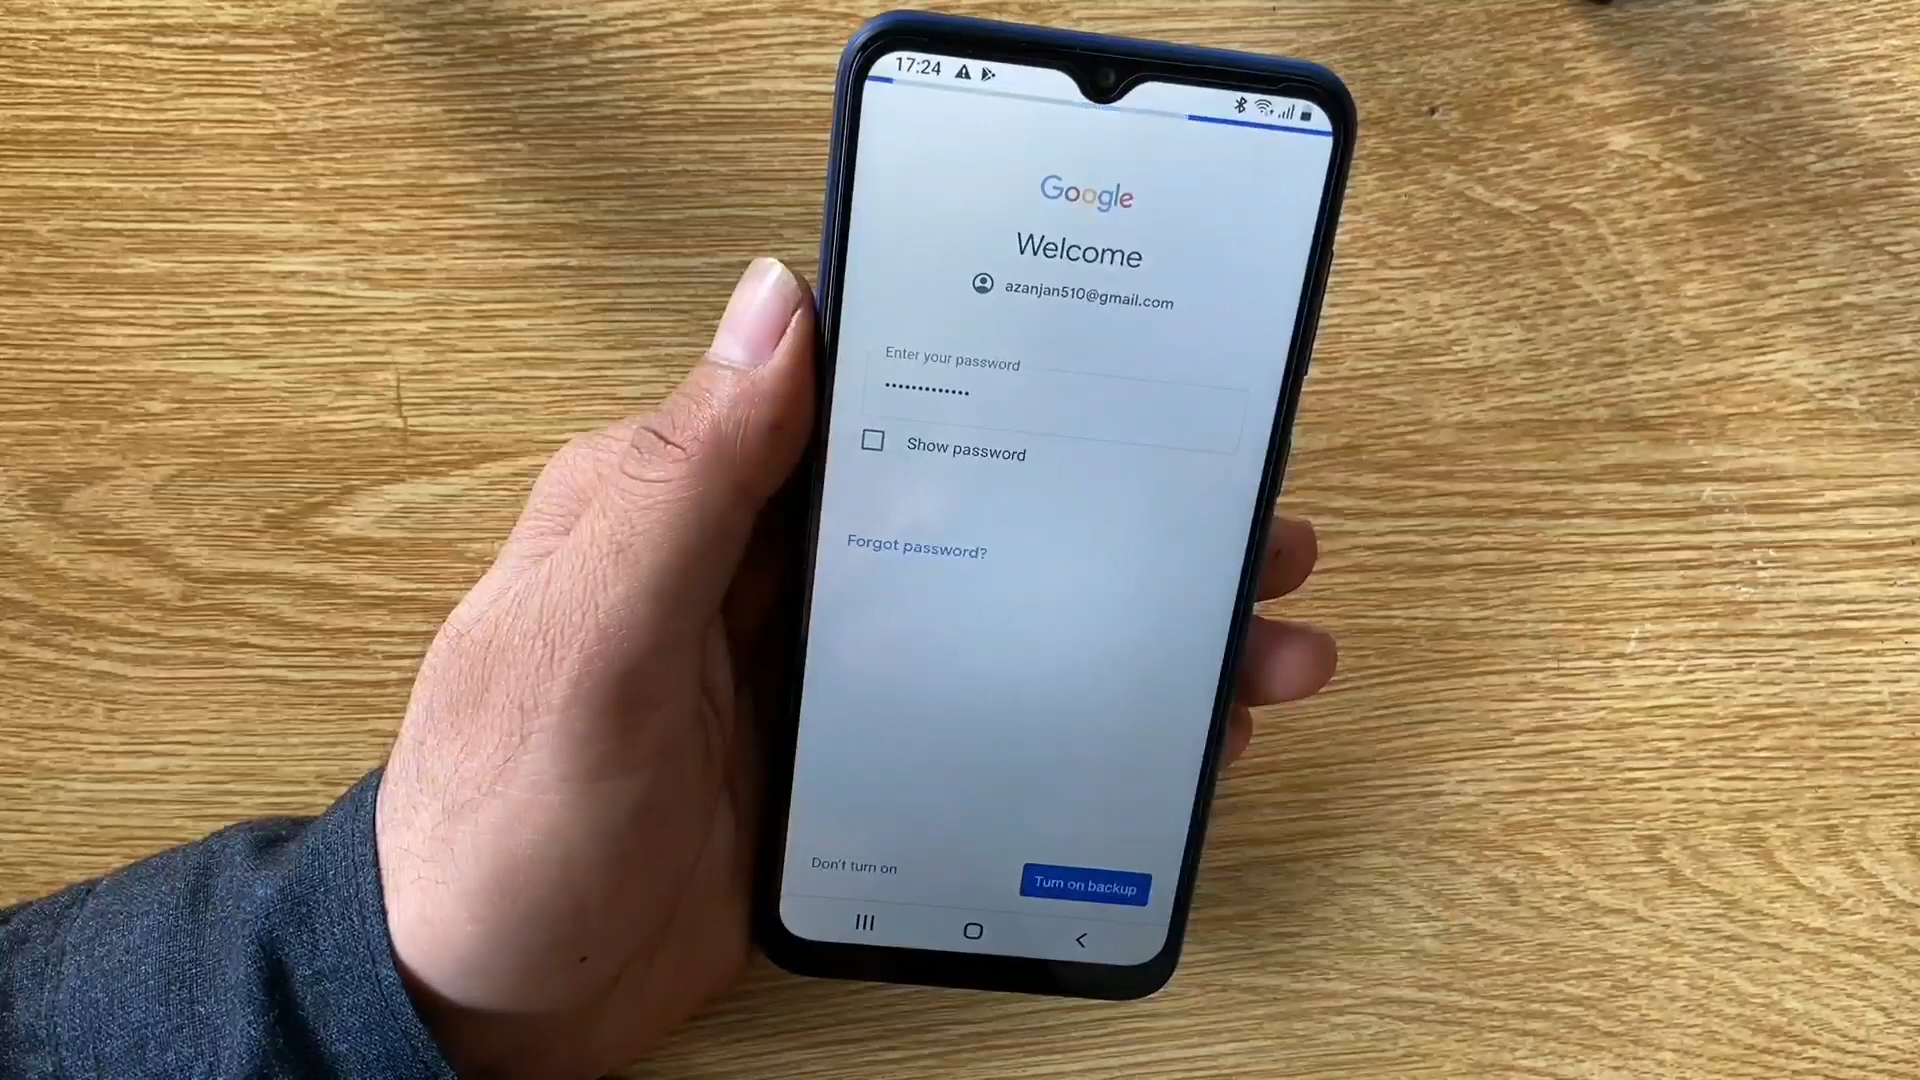 17:24
Google
Welcome
azanjan510@gmail.com
Enter your password
•••••••••••••
Show password
Forgot password?
Don't turn on
Turn on backup